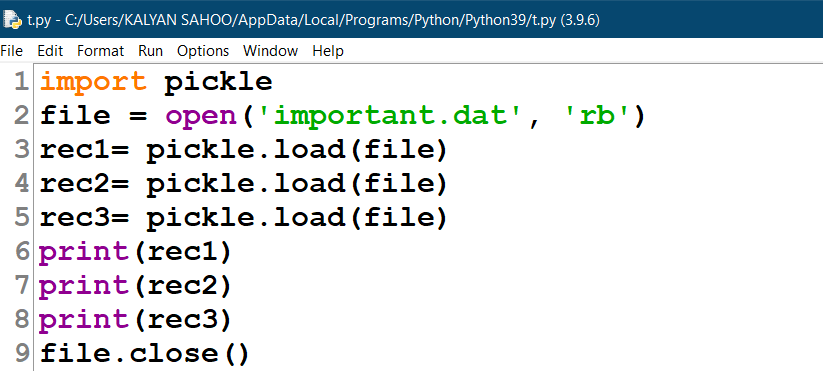 t.py - C:/Users/KALYAN SAHOO/AppData/Local/Programs/Python/Python39/t.py (3.9.6)
File Edit Format Run Options Window Help
1 import pickle
2 file = open('important.dat', 'rb')
3 rec1= pickle.load(file)
4 rec2= pickle.load(file)
5 rec3= pickle.load(file)
6 print(rec1)
7 print(rec2)
8 print(rec3)
9 file.close()